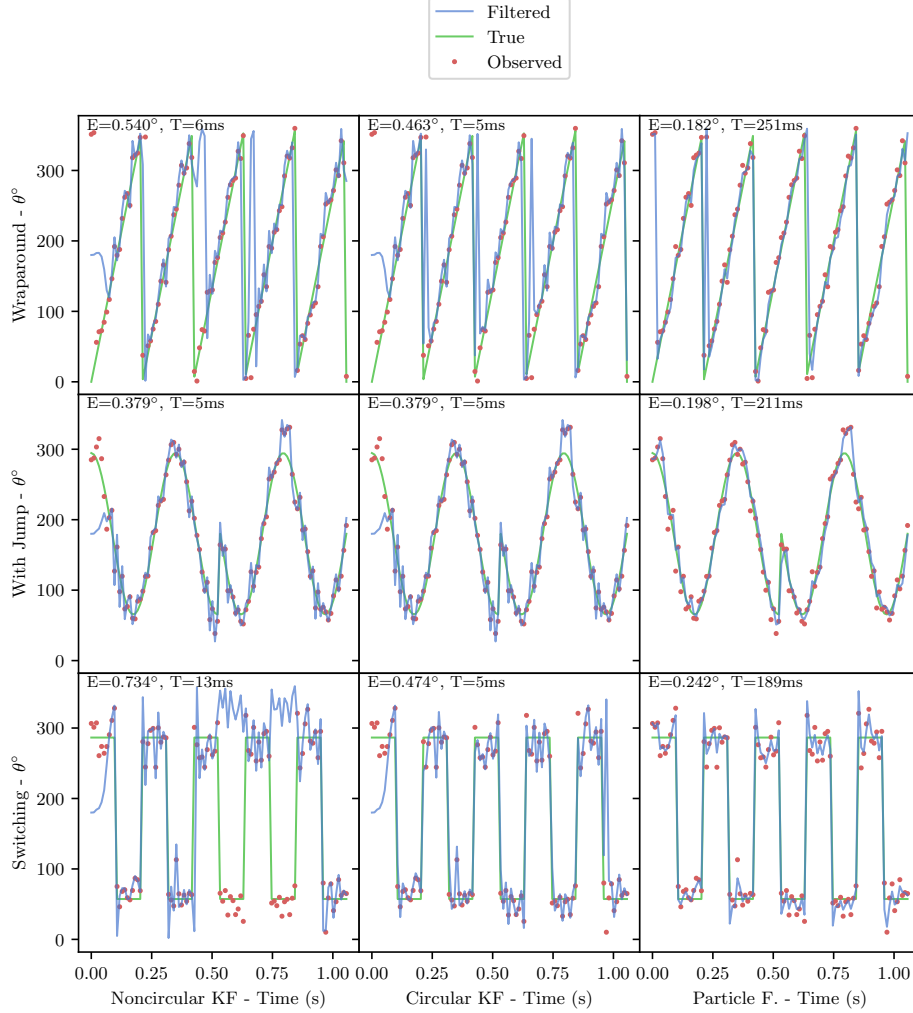 Filtered
True
Observed
E=0.540°, T=6ms
E=0.463°, T=5ms
E=0.182°, T=251ms
300
200
100
0
Wraparound - θ°
E=0.379°, T=5ms
E=0.379°, T=5ms
E=0.198°, T=211ms
300
200
100
0
With Jump - θ°
E=0.734°, T=13ms
E=0.474°, T=5ms
E=0.242°, T=189ms
300
200
100
0
Switching - θ°
0.00 0.25 0.50 0.75 1.00
0.00 0.25 0.50 0.75 1.00
0.00 0.25 0.50 0.75 1.00
Noncircular KF - Time (s)
Circular KF - Time (s)
Particle F. - Time (s)